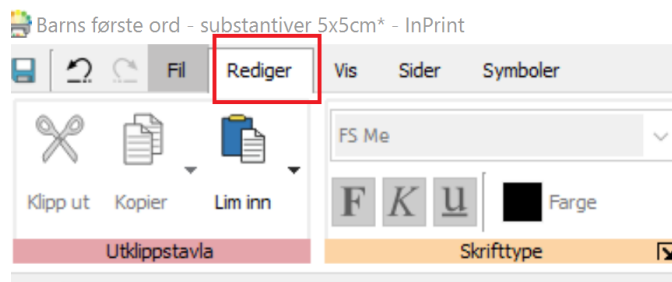 Barns første ord - substantiver 5x5cm* - InPrint
Fil Rediger Vis Sider Symboler
FS Me
Klipp ut Kopier Lim inn F K u Farge
Utklippstavla Skrifttype